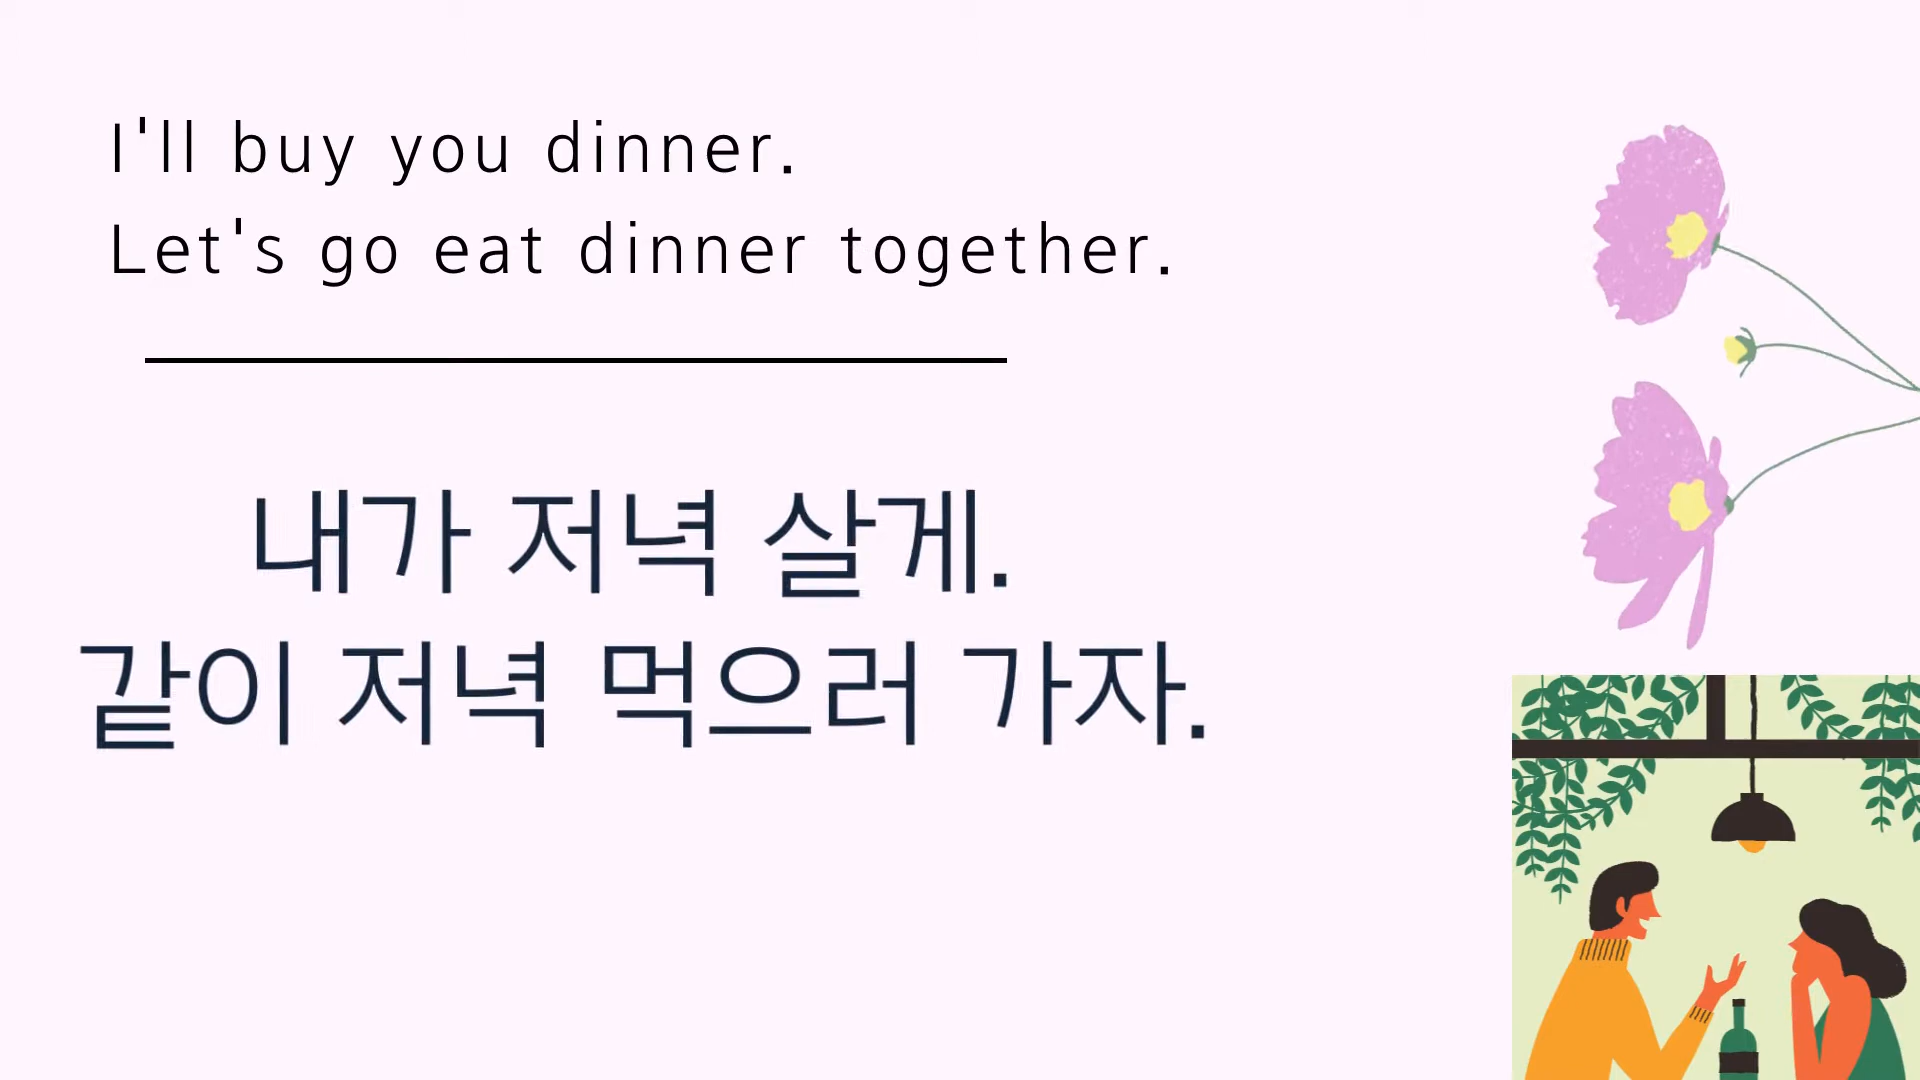 I'll buy you dinner.
Let's go eat dinner together.
내가 저녁 살게.
같이 저녁 먹으러 가자.